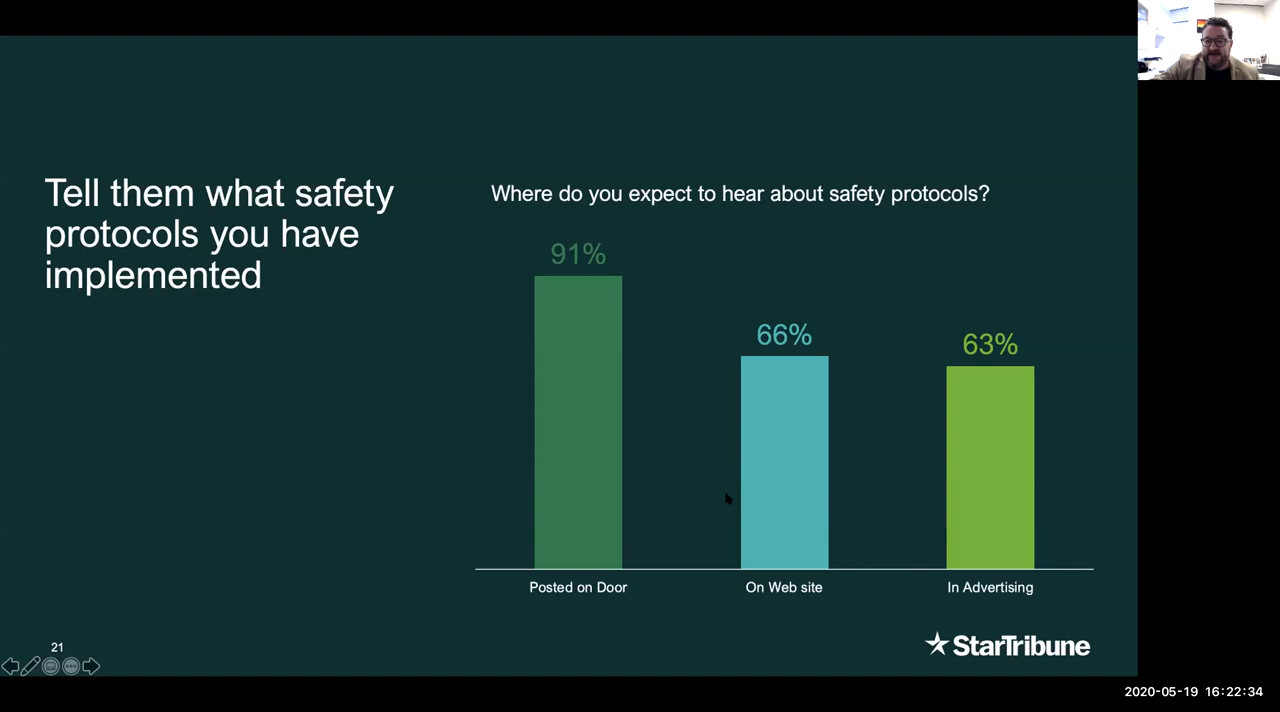 Tell them what safety
protocols you have
implemented
Where do you expect to hear about safety protocols?
91%
66%
63%
Posted on Door
On Web site
In Advertising
21
StarTribune
2020-05-19 16:22:34